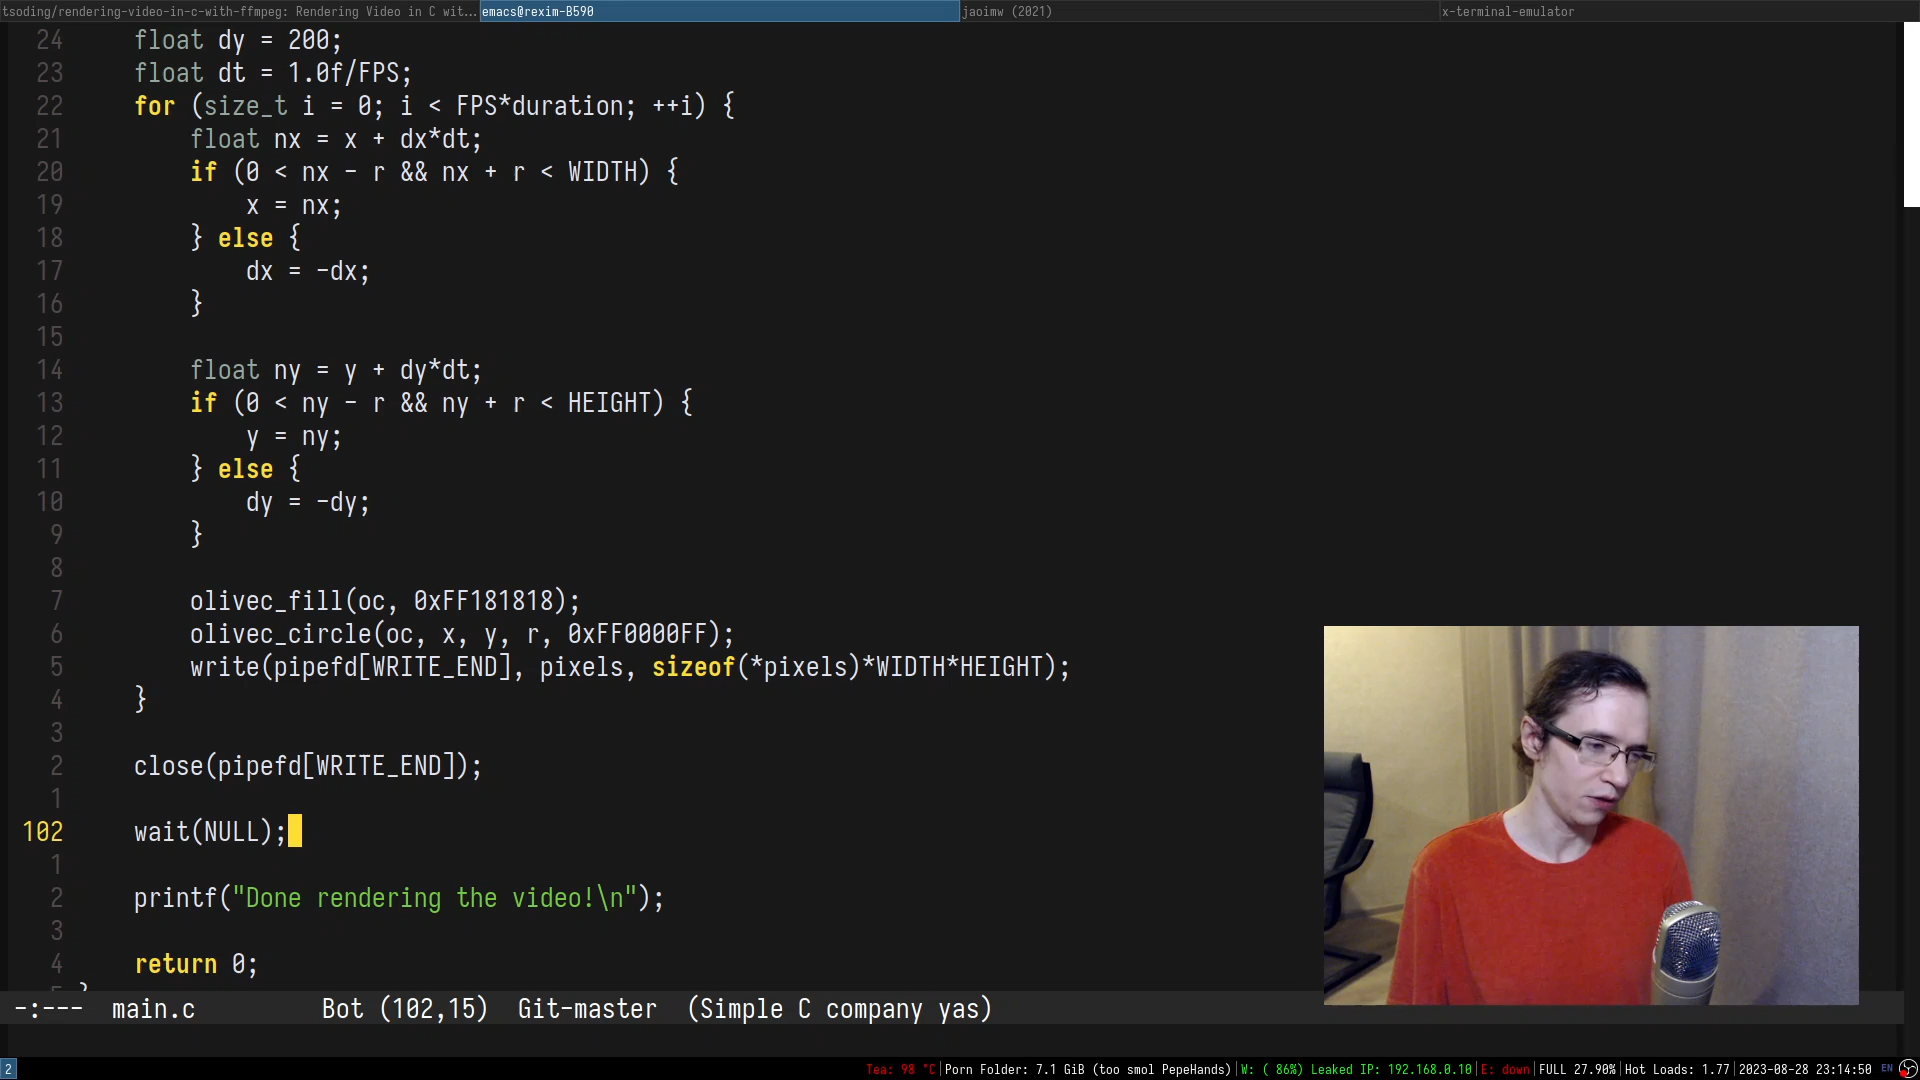 tsoding/rendering-video-in-c-with-ffmpeg: Rendering Video in C wit... emacs@rexim-B590 jaoimw (2021) x-terminal-emulator
24 float dy = 200;
23 float dt = 1.0f/FPS;
22 for (size_t i = 0; i < FPS*duration; ++i) {
21 float nx = x + dx*dt;
20 if (0 < nx - r && nx + r < WIDTH) {
19 x = nx;
18 } else {
17 dx = -dx;
16 }
15
14 float ny = y + dy*dt;
13 if (0 < ny - r && ny + r < HEIGHT) {
12 y = ny;
11 } else {
10 dy = -dy;
9 }
8
7 olivec_fill(oc, 0xFF181818);
6 olivec_circle(oc, x, y, r, 0xFF0000FF);
5 write(pipefd[WRITE_END], pixels, sizeof(*pixels)*WIDTH*HEIGHT);
4 }
3
2 close(pipefd[WRITE_END]);
1
102 wait(NULL);
1
2 printf("Done rendering the video!\n");
3
4 return 0;
-:--- main.c Bot (102,15) Git-master (Simple C company yas)
2 Tea: 98 °C|Porn Folder: 7.1 GiB (too smol PepeHands)|W: ( 86%) Leaked IP: 192.168.0.10|E: down|FULL 27.90%|Hot Loads: 1.77|2023-08-28 23:14:50 EN